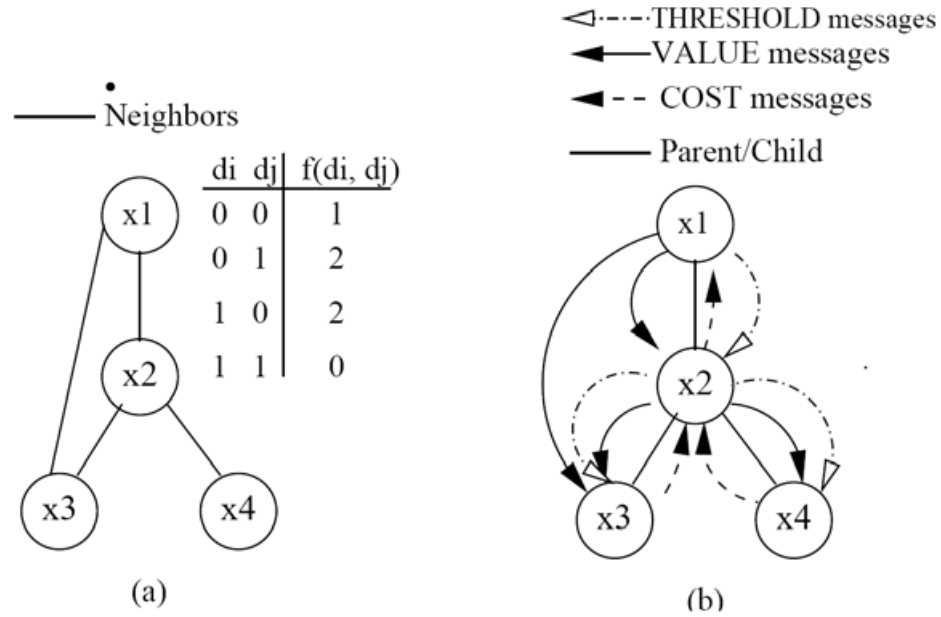 Neighbors
di dj f(di, dj)
0 0 1
0 1 2
1 0 2
1 1 0
x1
x2
x3 x4
(a)
THRESHOLD messages
VALUE messages
COST messages
Parent/Child
x1
x2
x3 x4
(b)